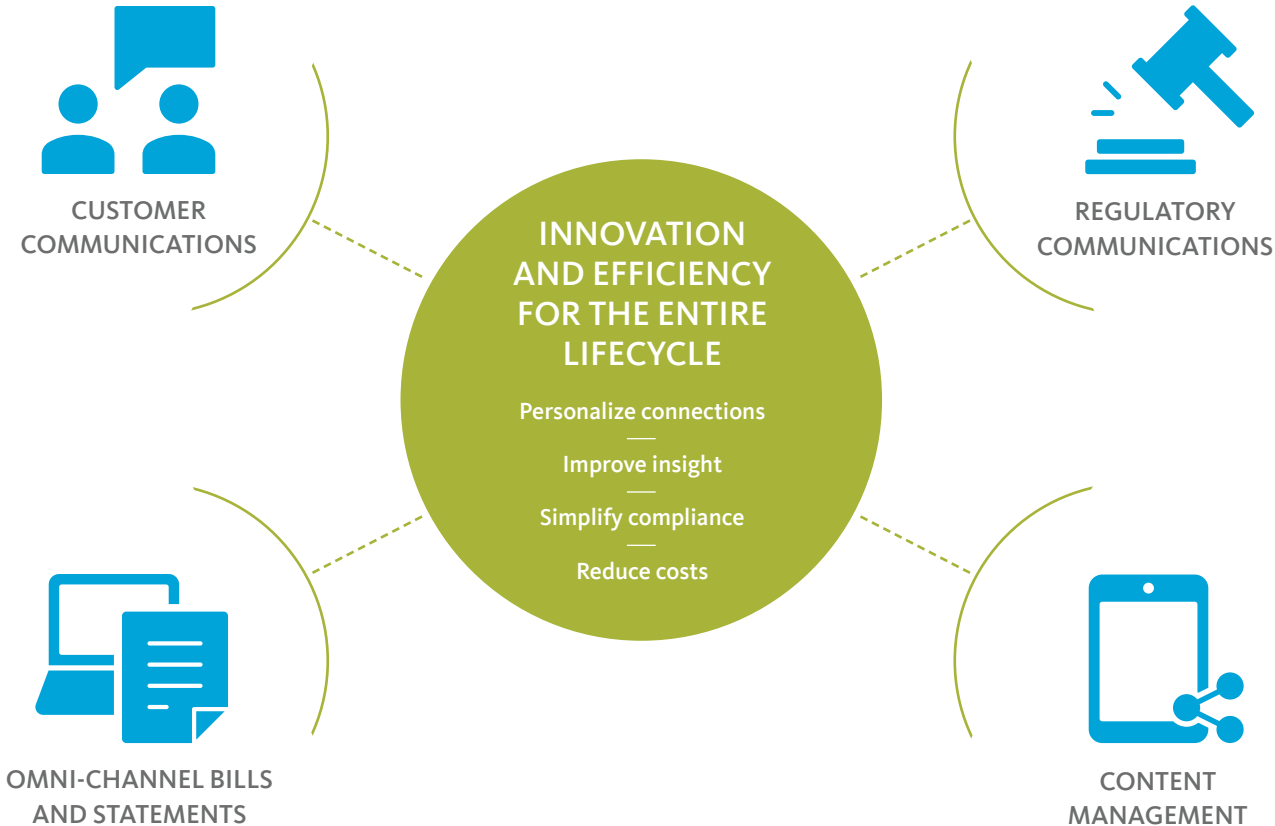 CUSTOMER
COMMUNICATIONS
REGULATORY
COMMUNICATIONS
INNOVATION
AND EFFICIENCY
FOR THE ENTIRE
LIFECYCLE
Personalize connections
Improve insight
Simplify compliance
Reduce costs
OMNI-CHANNEL BILLS
AND STATEMENTS
CONTENT
MANAGEMENT